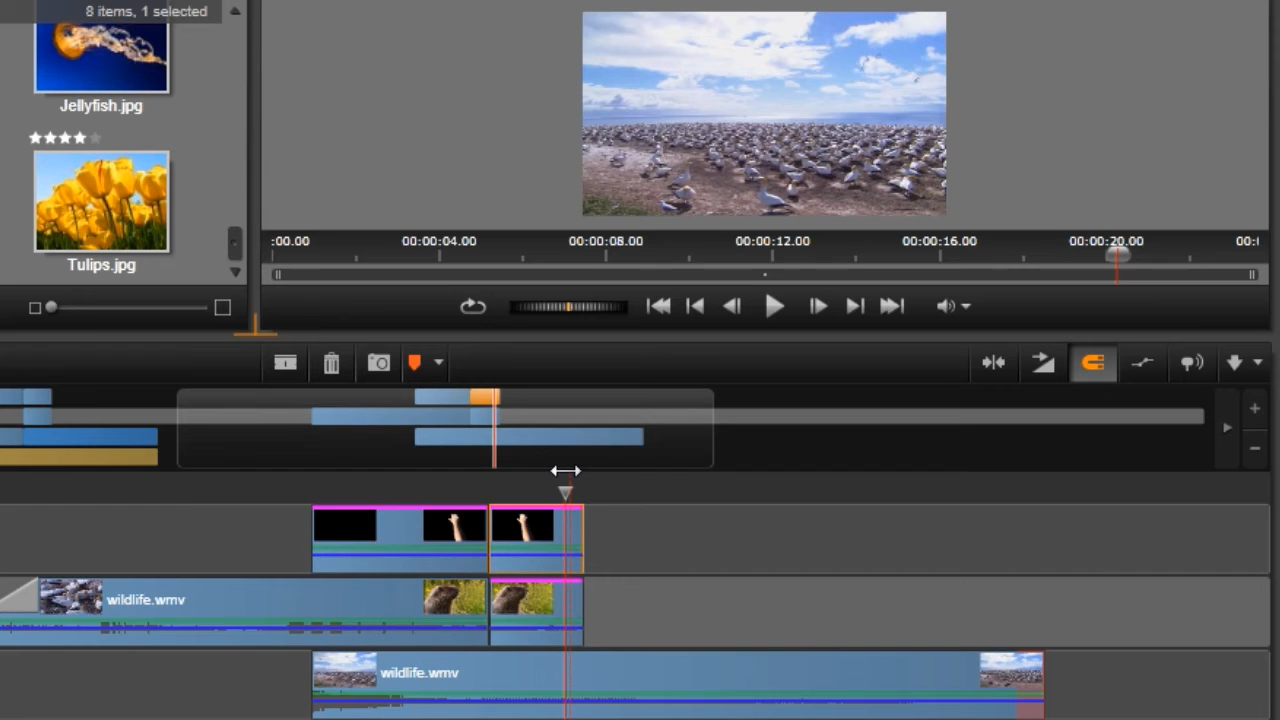 8 items, 1 selected
Jellyfish.jpg
Tulips.jpg
:00.00 00:00:04.00 00:00:08.00 00:00:12.00 00:00:16.00 00:00:20.00 00:(
wildlife.wmv
wildlife.wmv